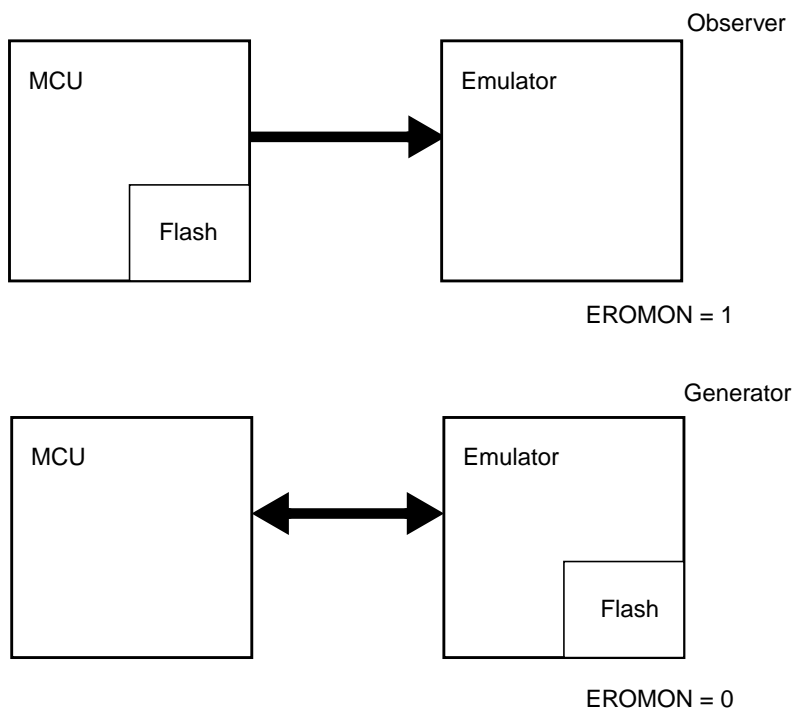 Observer
MCU
Emulator
Flash
EROMON = 1
Generator
MCU
Emulator
Flash
EROMON = 0